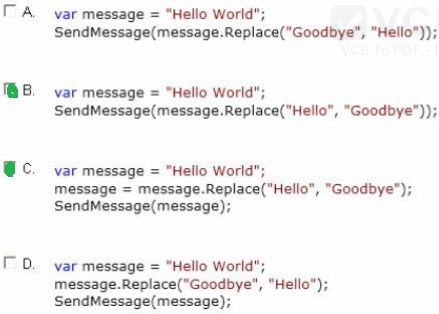 A. var message = "Hello World";
SendMessage(message.Replace("Goodbye", "Hello"));
VCE To PDF -
B. var message = "Hello World";
SendMessage(message.Replace("Hello", "Goodbye"));
C. var message = "Hello World";
message = message.Replace("Hello", "Goodbye");
SendMessage(message);
D. var message = "Hello World";
message.Replace("Goodbye", "Hello");
SendMessage(message);